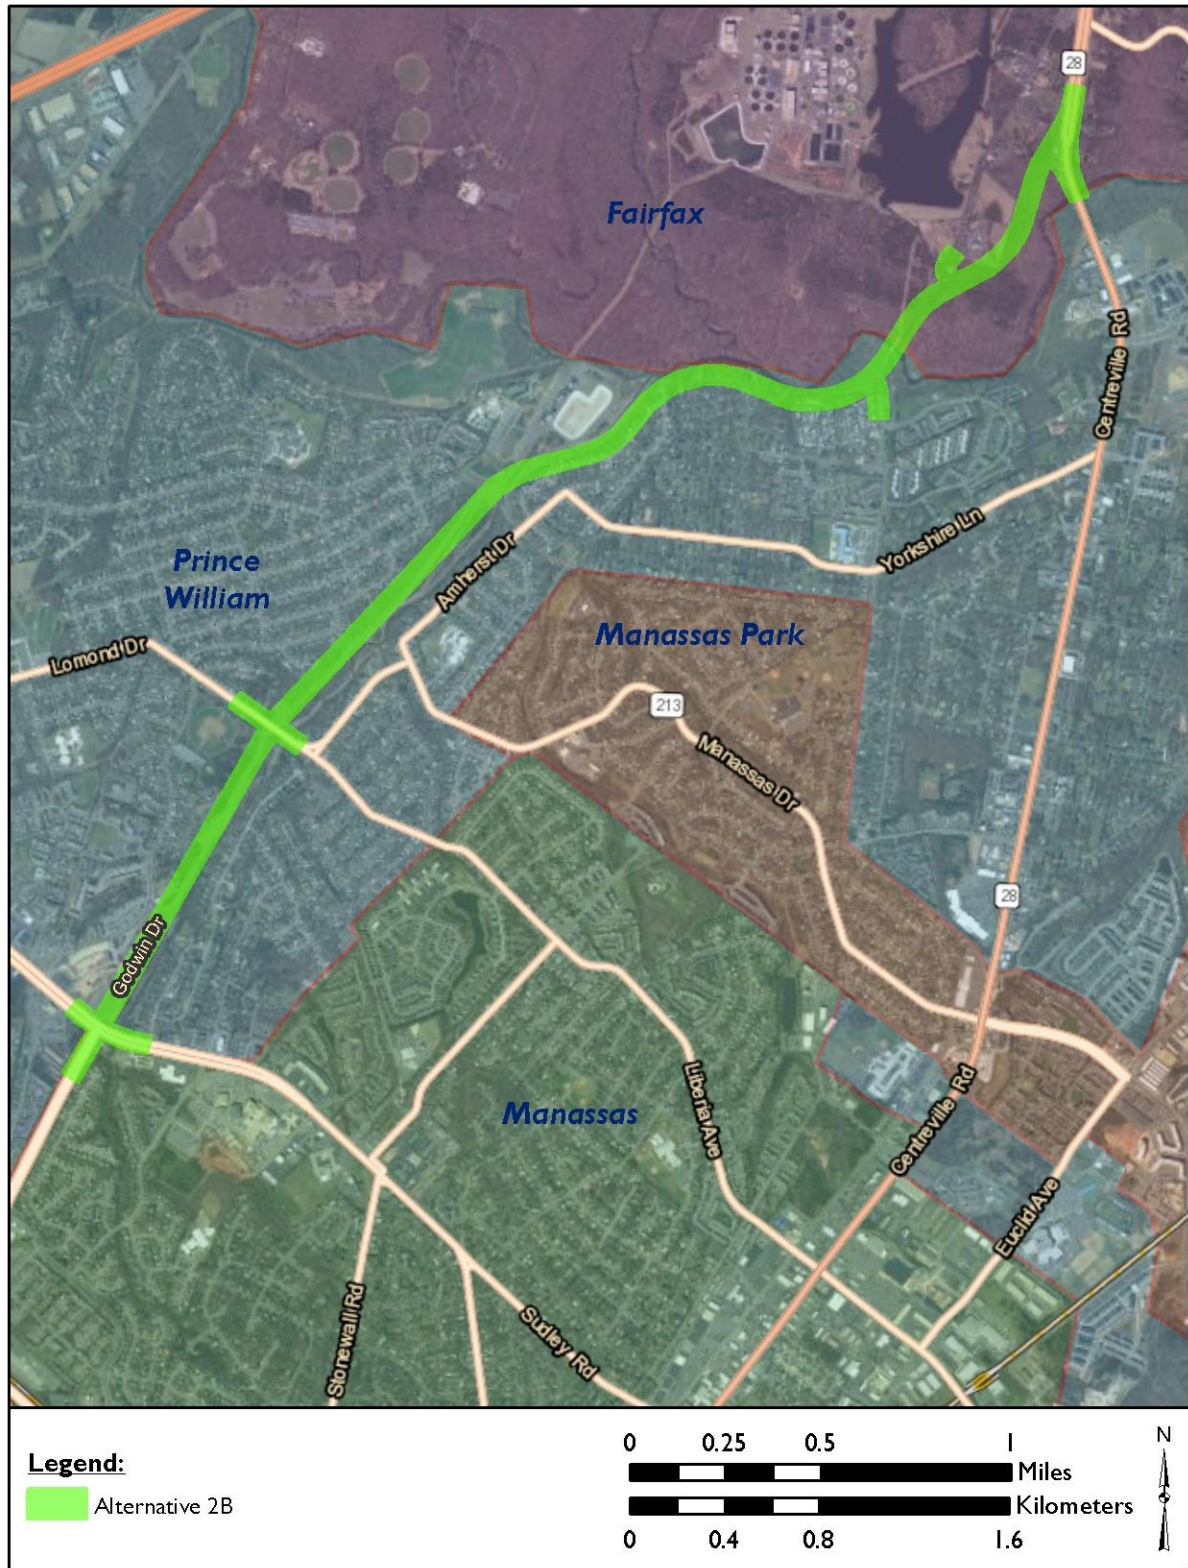 28
Fairfax
Centreville Rd
Yorkshire Ln
Amherst Dr
Prince
William
Manassas Park
Lomond Dr
213
Manassas Dr
28
Godwin Dr
Manassas
Liberia Ave
Centreville Rd
Euclid Ave
Stonewall Rd
Sudley Rd
Legend:
Alternative 2B
0 0.25 0.5 1
Miles
Kilometers
0 0.4 0.8 1.6
N